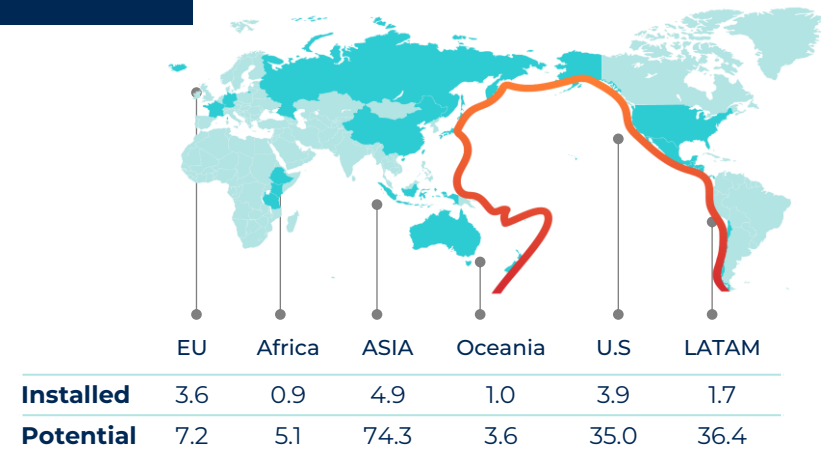 EU Africa ASIA Oceania U.S LATAM
Installed 3.6 0.9 4.9 1.0 3.9 1.7
Potential 7.2 5.1 74.3 3.6 35.0 36.4